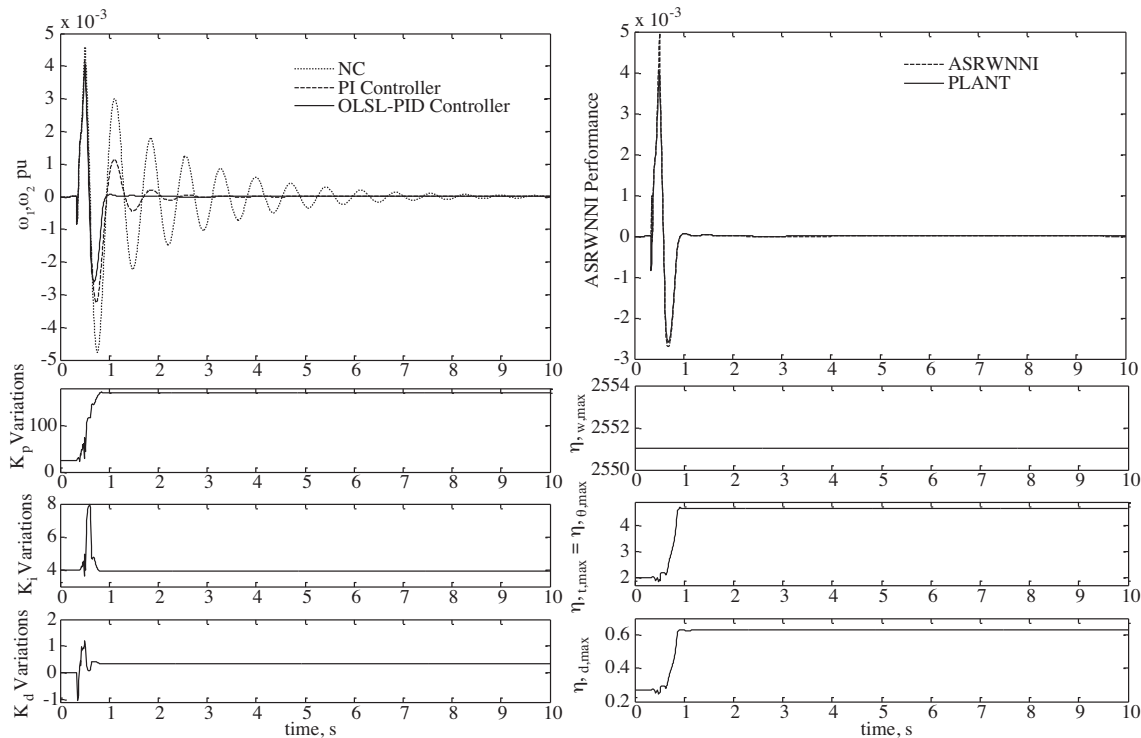 x 10⁻³
5
4
3
2
1
0
-1
-2
-3
-4
-5
ω₁,ω₂ pu
NC
PI Controller
OLSL-PID Controller
0 1 2 3 4 5 6 7 8 9 10
x 10⁻³
5
4
3
2
1
0
-1
-2
-3
ASRWNNI Performance
ASRWNNI
PLANT
0 1 2 3 4 5 6 7 8 9 10
Kₚ Variations
100
0
0 1 2 3 4 5 6 7 8 9 10
η, w,max
2554
2552
2550
0 1 2 3 4 5 6 7 8 9 10
Kᵢ Variations
8
6
4
0 1 2 3 4 5 6 7 8 9 10
η, t,max = η, θ,max
4
3
2
0 1 2 3 4 5 6 7 8 9 10
K_d Variations
2
1
0
-1
0 1 2 3 4 5 6 7 8 9 10
time, s
η, d,max
0.6
0.4
0.2
0 1 2 3 4 5 6 7 8 9 10
time, s